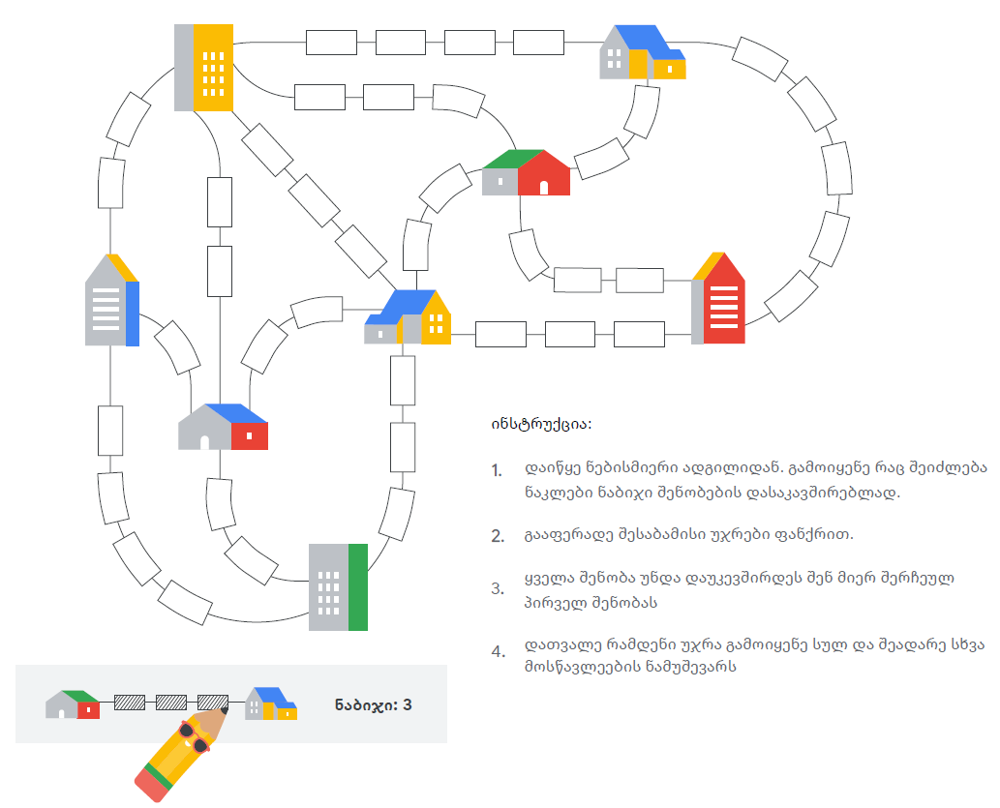 ინსტრუქცია:
1. დაიწყე ნებისმიერი ადგილიდან. გამოიყენე რაც შეიძლება
ნაკლები ნაბიჯი შენობების დასაკავშირებლად.
2. გააფერადე შესაბამისი უჯრები ფანქრით.
3. ყველა შენობა უნდა დაუკევშირდეს შენ მიერ შერჩეულ
პირველ შენობას
4. დათვალე რამდენი უჯრა გამოიყენე სულ და შეადარე სხვა
მოსწავლეების ნამუშევარს
ნაბიჯი: 3